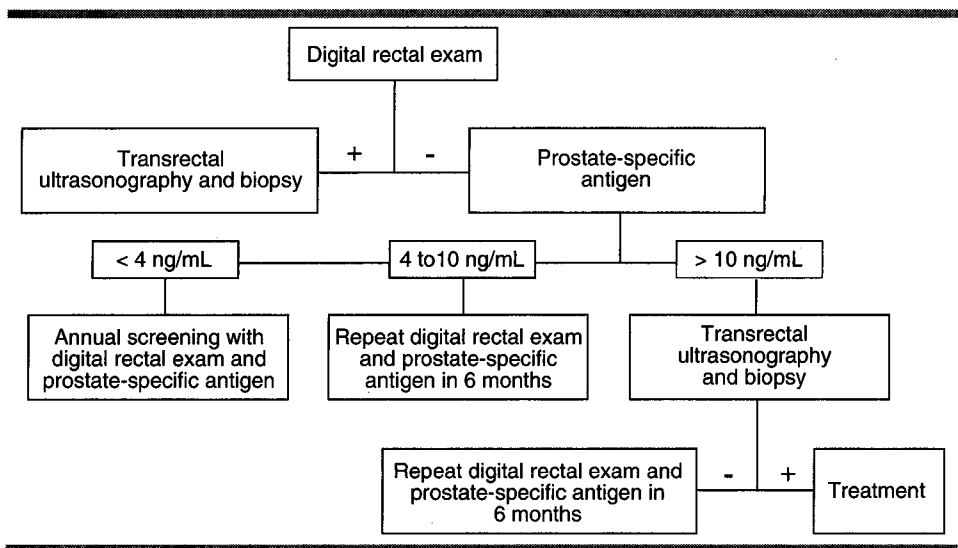 Digital rectal exam
+
-
Transrectal
ultrasonography and biopsy
Prostate-specific
antigen
< 4 ng/mL
4 to10 ng/mL
> 10 ng/mL
Annual screening with
digital rectal exam and
prostate-specific antigen
Repeat digital rectal exam
and prostate-specific
antigen in 6 months
Transrectal
ultrasonography
and biopsy
Repeat digital rectal exam and
prostate-specific antigen in
6 months
-
+
Treatment